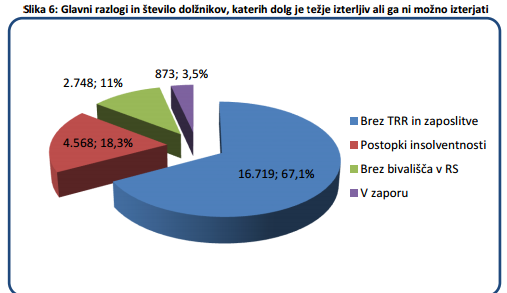 Slika 6: Glavni razlogi in število dolžnikov, katerih dolg je težje izterljiv ali ga ni možno izterjati
873; 3,5%
2.748; 11%
4.568; 18,3%
16.719; 67,1%
Brez TRR in zaposlitve
Postopki insolventnosti
Brez bivališča v RS
V zaporu